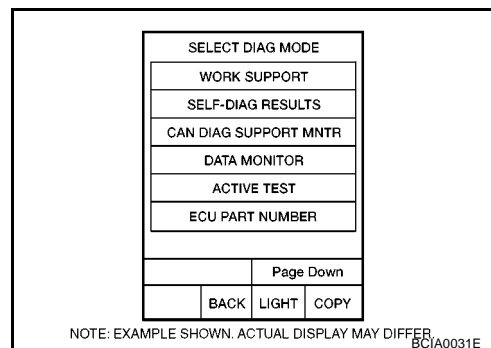 SELECT DIAG MODE
WORK SUPPORT
SELF-DIAG RESULTS
CAN DIAG SUPPORT MNTR
DATA MONITOR
ACTIVE TEST
ECU PART NUMBER
Page Down
BACK LIGHT COPY
NOTE: EXAMPLE SHOWN. ACTUAL DISPLAY MAY DIFFER.
BCIA0031E